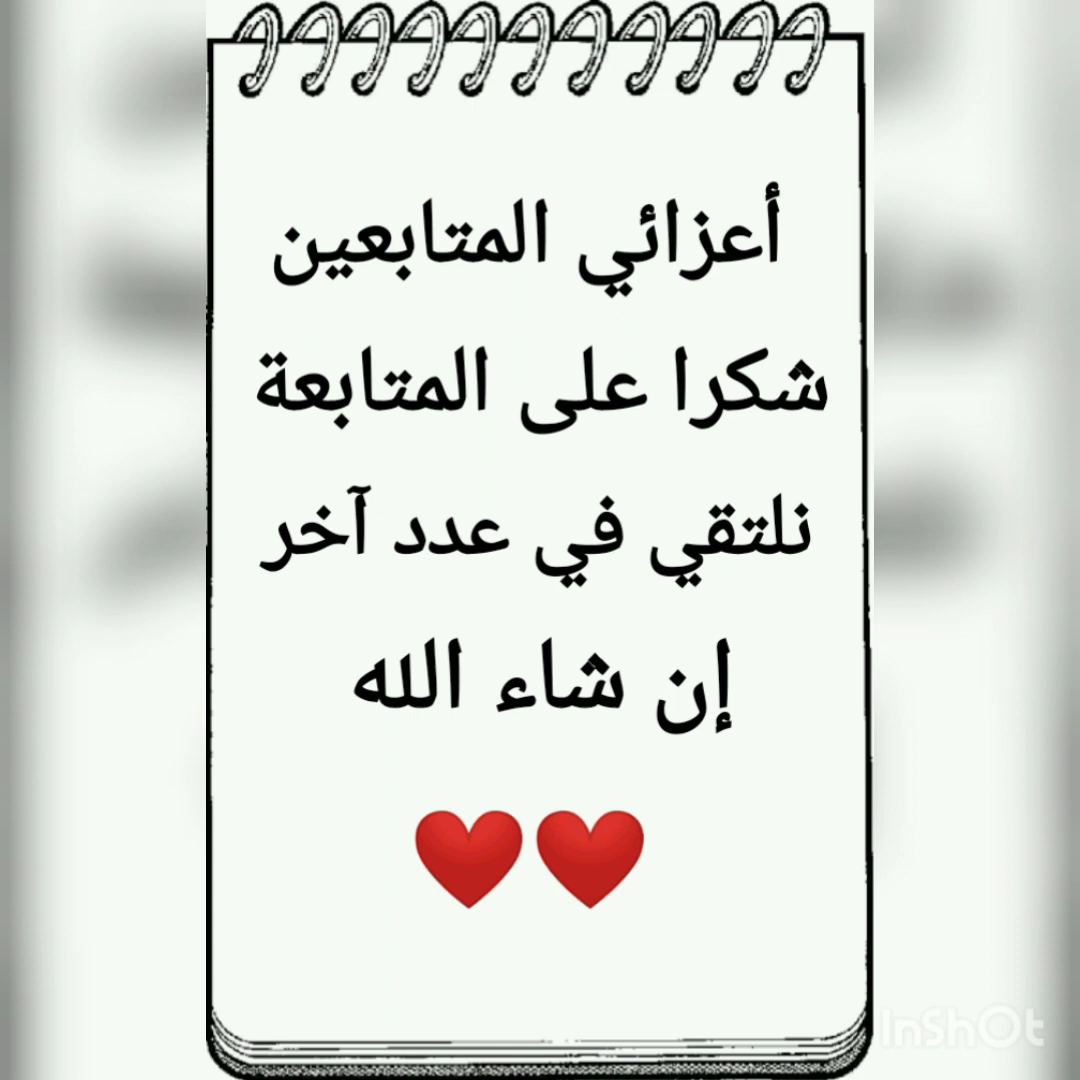 أعزائي المتابعين
شكرا على المتابعة
نلتقي في عدد آخر
إن شاء الله
❤️❤️
InShOt